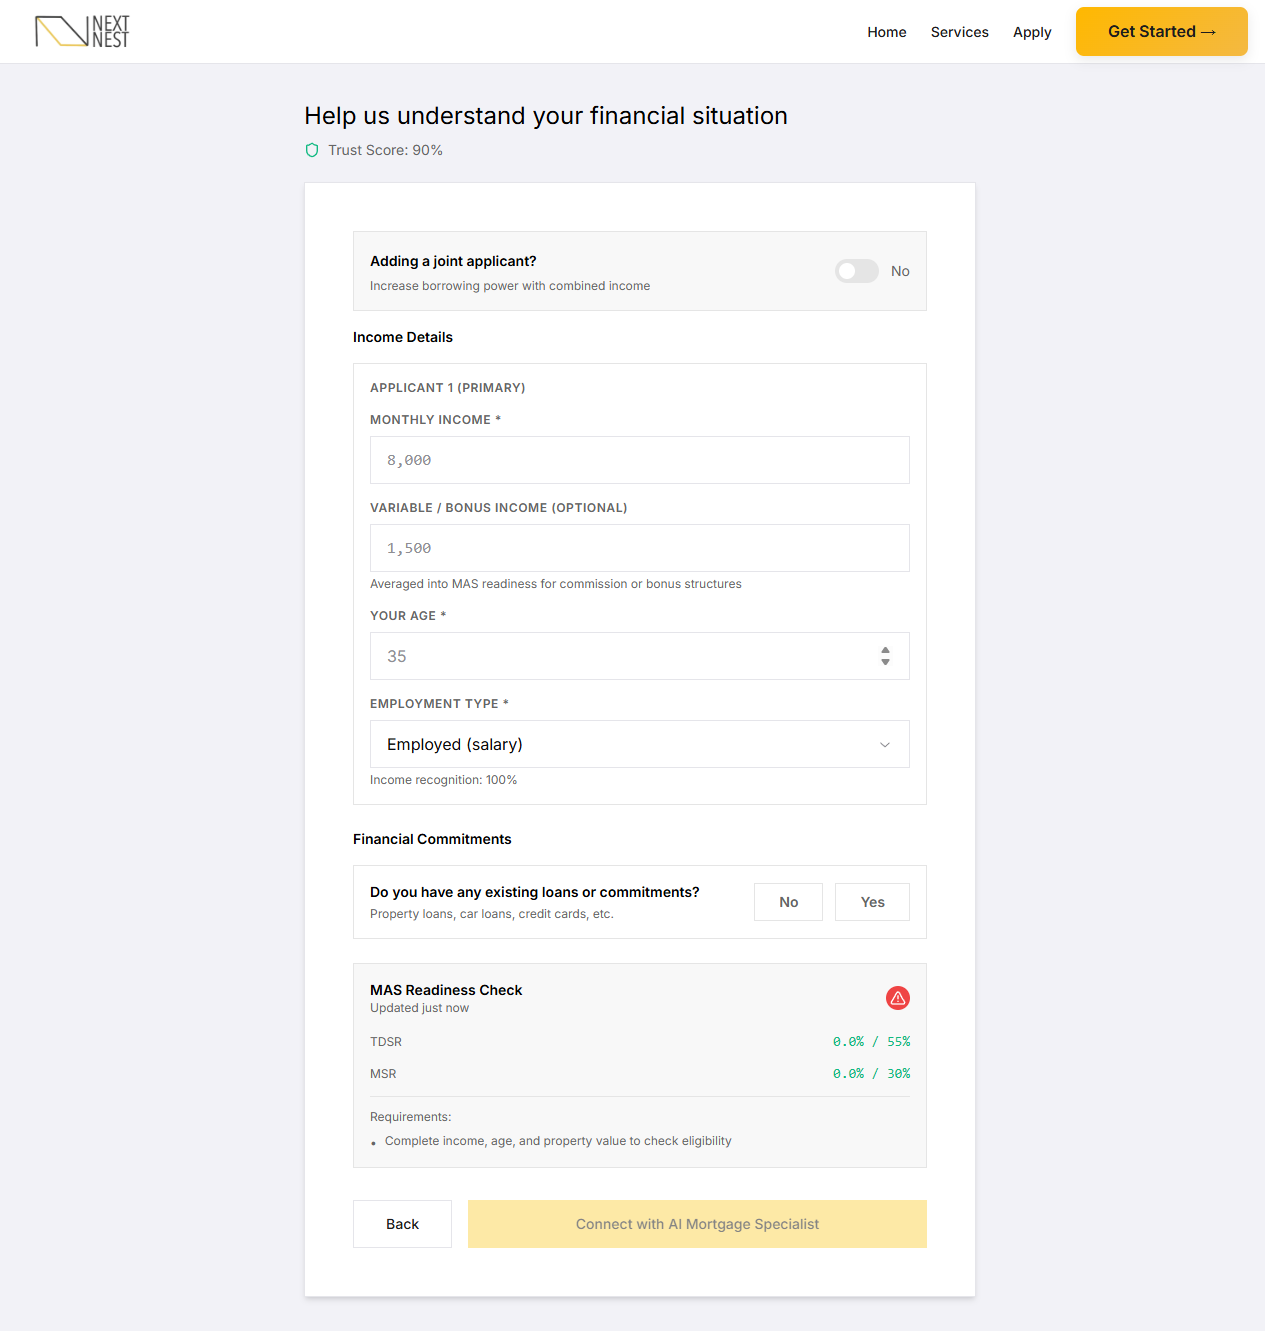 NEXT
NEST
Home
Services
Apply
Get Started →
Help us understand your financial situation
Trust Score: 90%
Adding a joint applicant?
Increase borrowing power with combined income
No
Income Details
APPLICANT 1 (PRIMARY)
MONTHLY INCOME *
8,000
VARIABLE / BONUS INCOME (OPTIONAL)
1,500
Averaged into MAS readiness for commission or bonus structures
YOUR AGE *
35
EMPLOYMENT TYPE *
Employed (salary)
Income recognition: 100%
Financial Commitments
Do you have any existing loans or commitments?
Property loans, car loans, credit cards, etc.
No
Yes
MAS Readiness Check
Updated just now
TDSR
0.0% / 55%
MSR
0.0% / 30%
Requirements:
• Complete income, age, and property value to check eligibility
Back
Connect with AI Mortgage Specialist